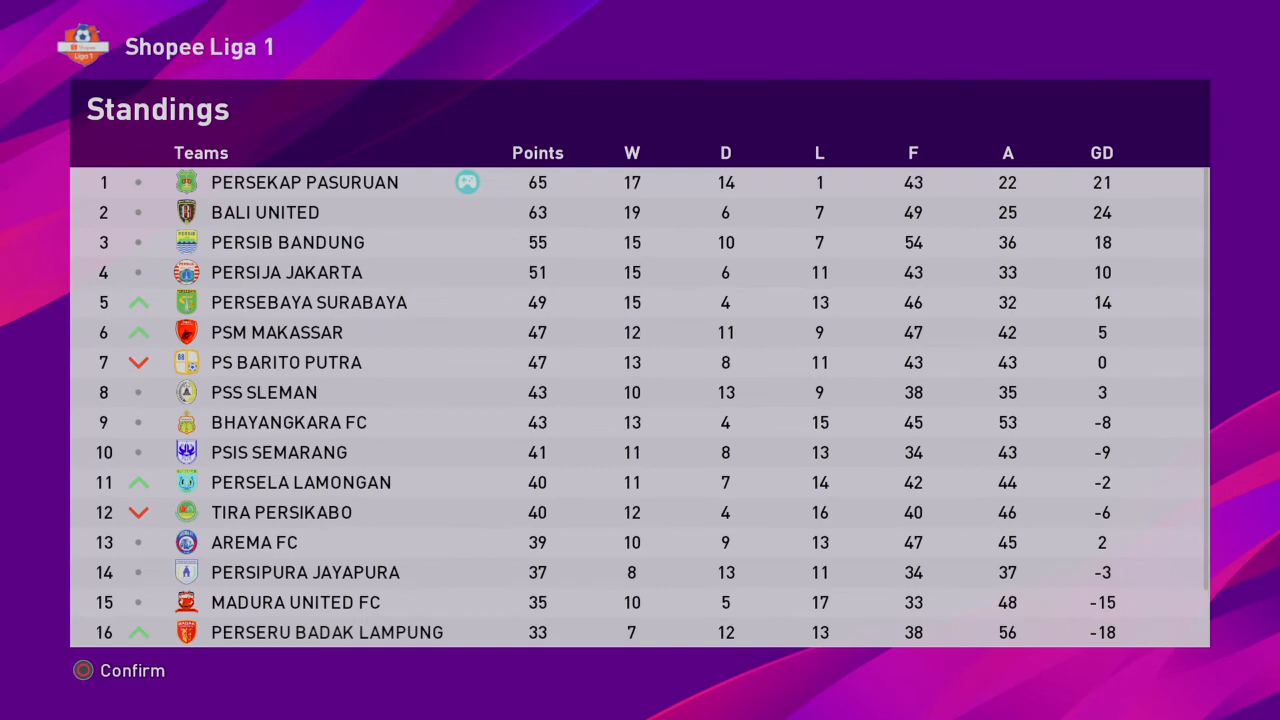 Shopee Liga 1
Standings
Teams Points W D L F A GD
1 PERSEKAP PASURUAN 65 17 14 1 43 22 21
2 BALI UNITED 63 19 6 7 49 25 24
3 PERSIB BANDUNG 55 15 10 7 54 36 18
4 PERSIJA JAKARTA 51 15 6 11 43 33 10
5 PERSEBAYA SURABAYA 49 15 4 13 46 32 14
6 PSM MAKASSAR 47 12 11 9 47 42 5
7 PS BARITO PUTRA 47 13 8 11 43 43 0
8 PSS SLEMAN 43 10 13 9 38 35 3
9 BHAYANGKARA FC 43 13 4 15 45 53 -8
10 PSIS SEMARANG 41 11 8 13 34 43 -9
11 PERSELA LAMONGAN 40 11 7 14 42 44 -2
12 TIRA PERSIKABO 40 12 4 16 40 46 -6
13 AREMA FC 39 10 9 13 47 45 2
14 PERSIPURA JAYAPURA 37 8 13 11 34 37 -3
15 MADURA UNITED FC 35 10 5 17 33 48 -15
16 PERSERU BADAK LAMPUNG 33 7 12 13 38 56 -18
Confirm